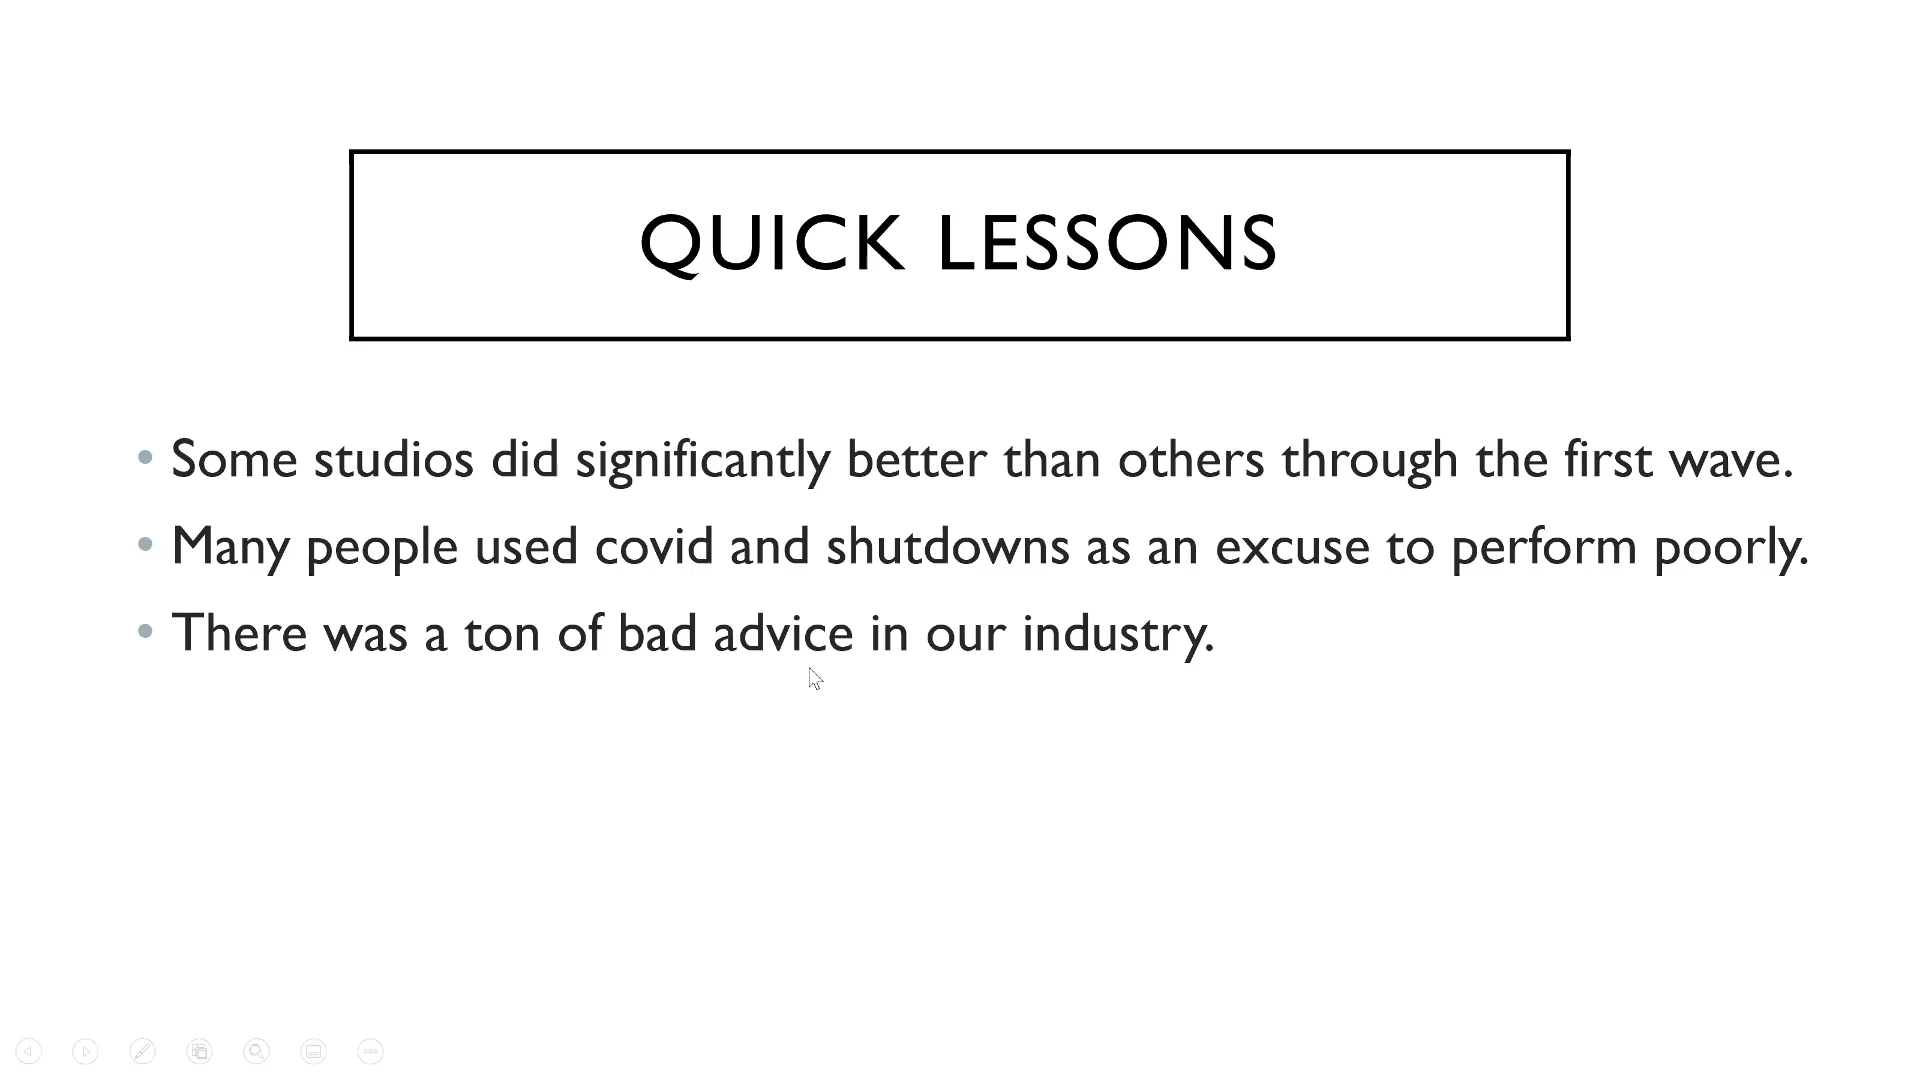 QUICK LESSONS
• Some studios did significantly better than others through the first wave.
• Many people used covid and shutdowns as an excuse to perform poorly.
• There was a ton of bad advice in our industry.